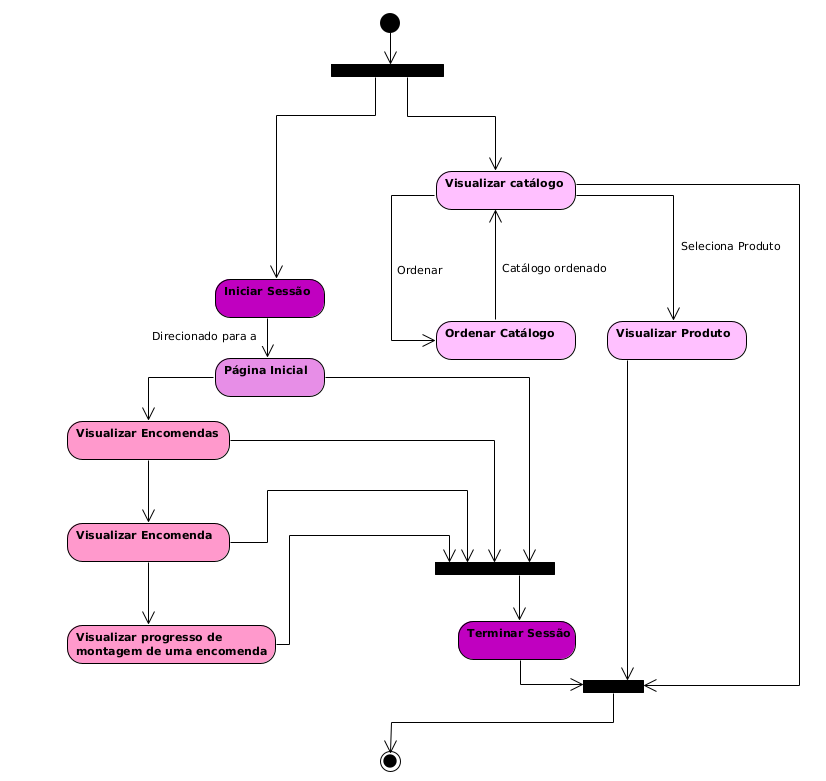 Visualizar catálogo
Seleciona Produto
Ordenar
Catálogo ordenado
Iniciar Sessão
Ordenar Catálogo
Visualizar Produto
Direcionado para a
Página Inicial
Visualizar Encomendas
Visualizar Encomenda
Visualizar progresso de
montagem de uma encomenda
Terminar Sessão